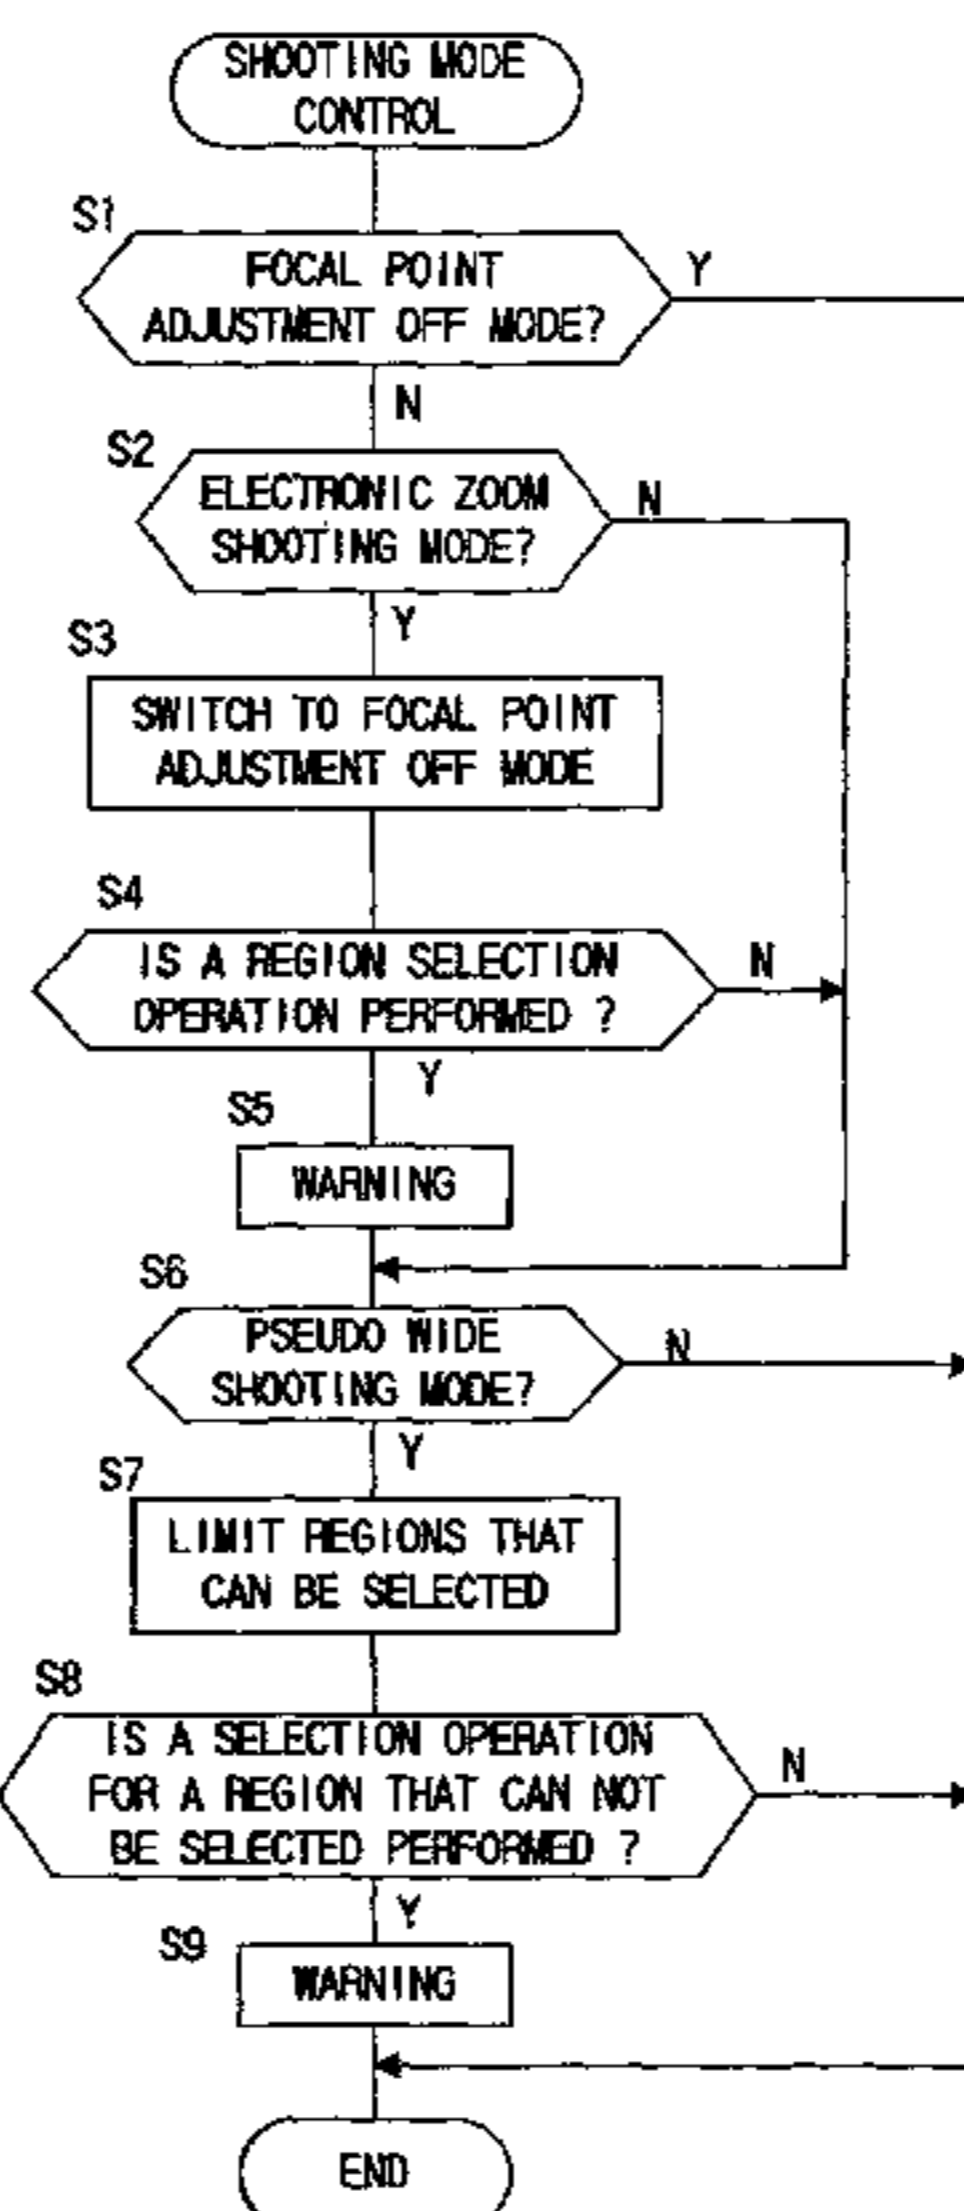 SHOOTING MODE
CONTROL
S1
FOCAL POINT
ADJUSTMENT OFF MODE?
Y
N
S2
ELECTRONIC ZOOM
SHOOTING MODE?
N
Y
S3
SWITCH TO FOCAL POINT
ADJUSTMENT OFF MODE
S4
IS A REGION SELECTION
OPERATION PERFORMED ?
N
Y
S5
WARNING
S6
PSEUDO WIDE
SHOOTING MODE?
N
Y
S7
LIMIT REGIONS THAT
CAN BE SELECTED
S8
IS A SELECTION OPERATION
FOR A REGION THAT CAN NOT
BE SELECTED PERFORMED ?
N
Y
S9
WARNING
END